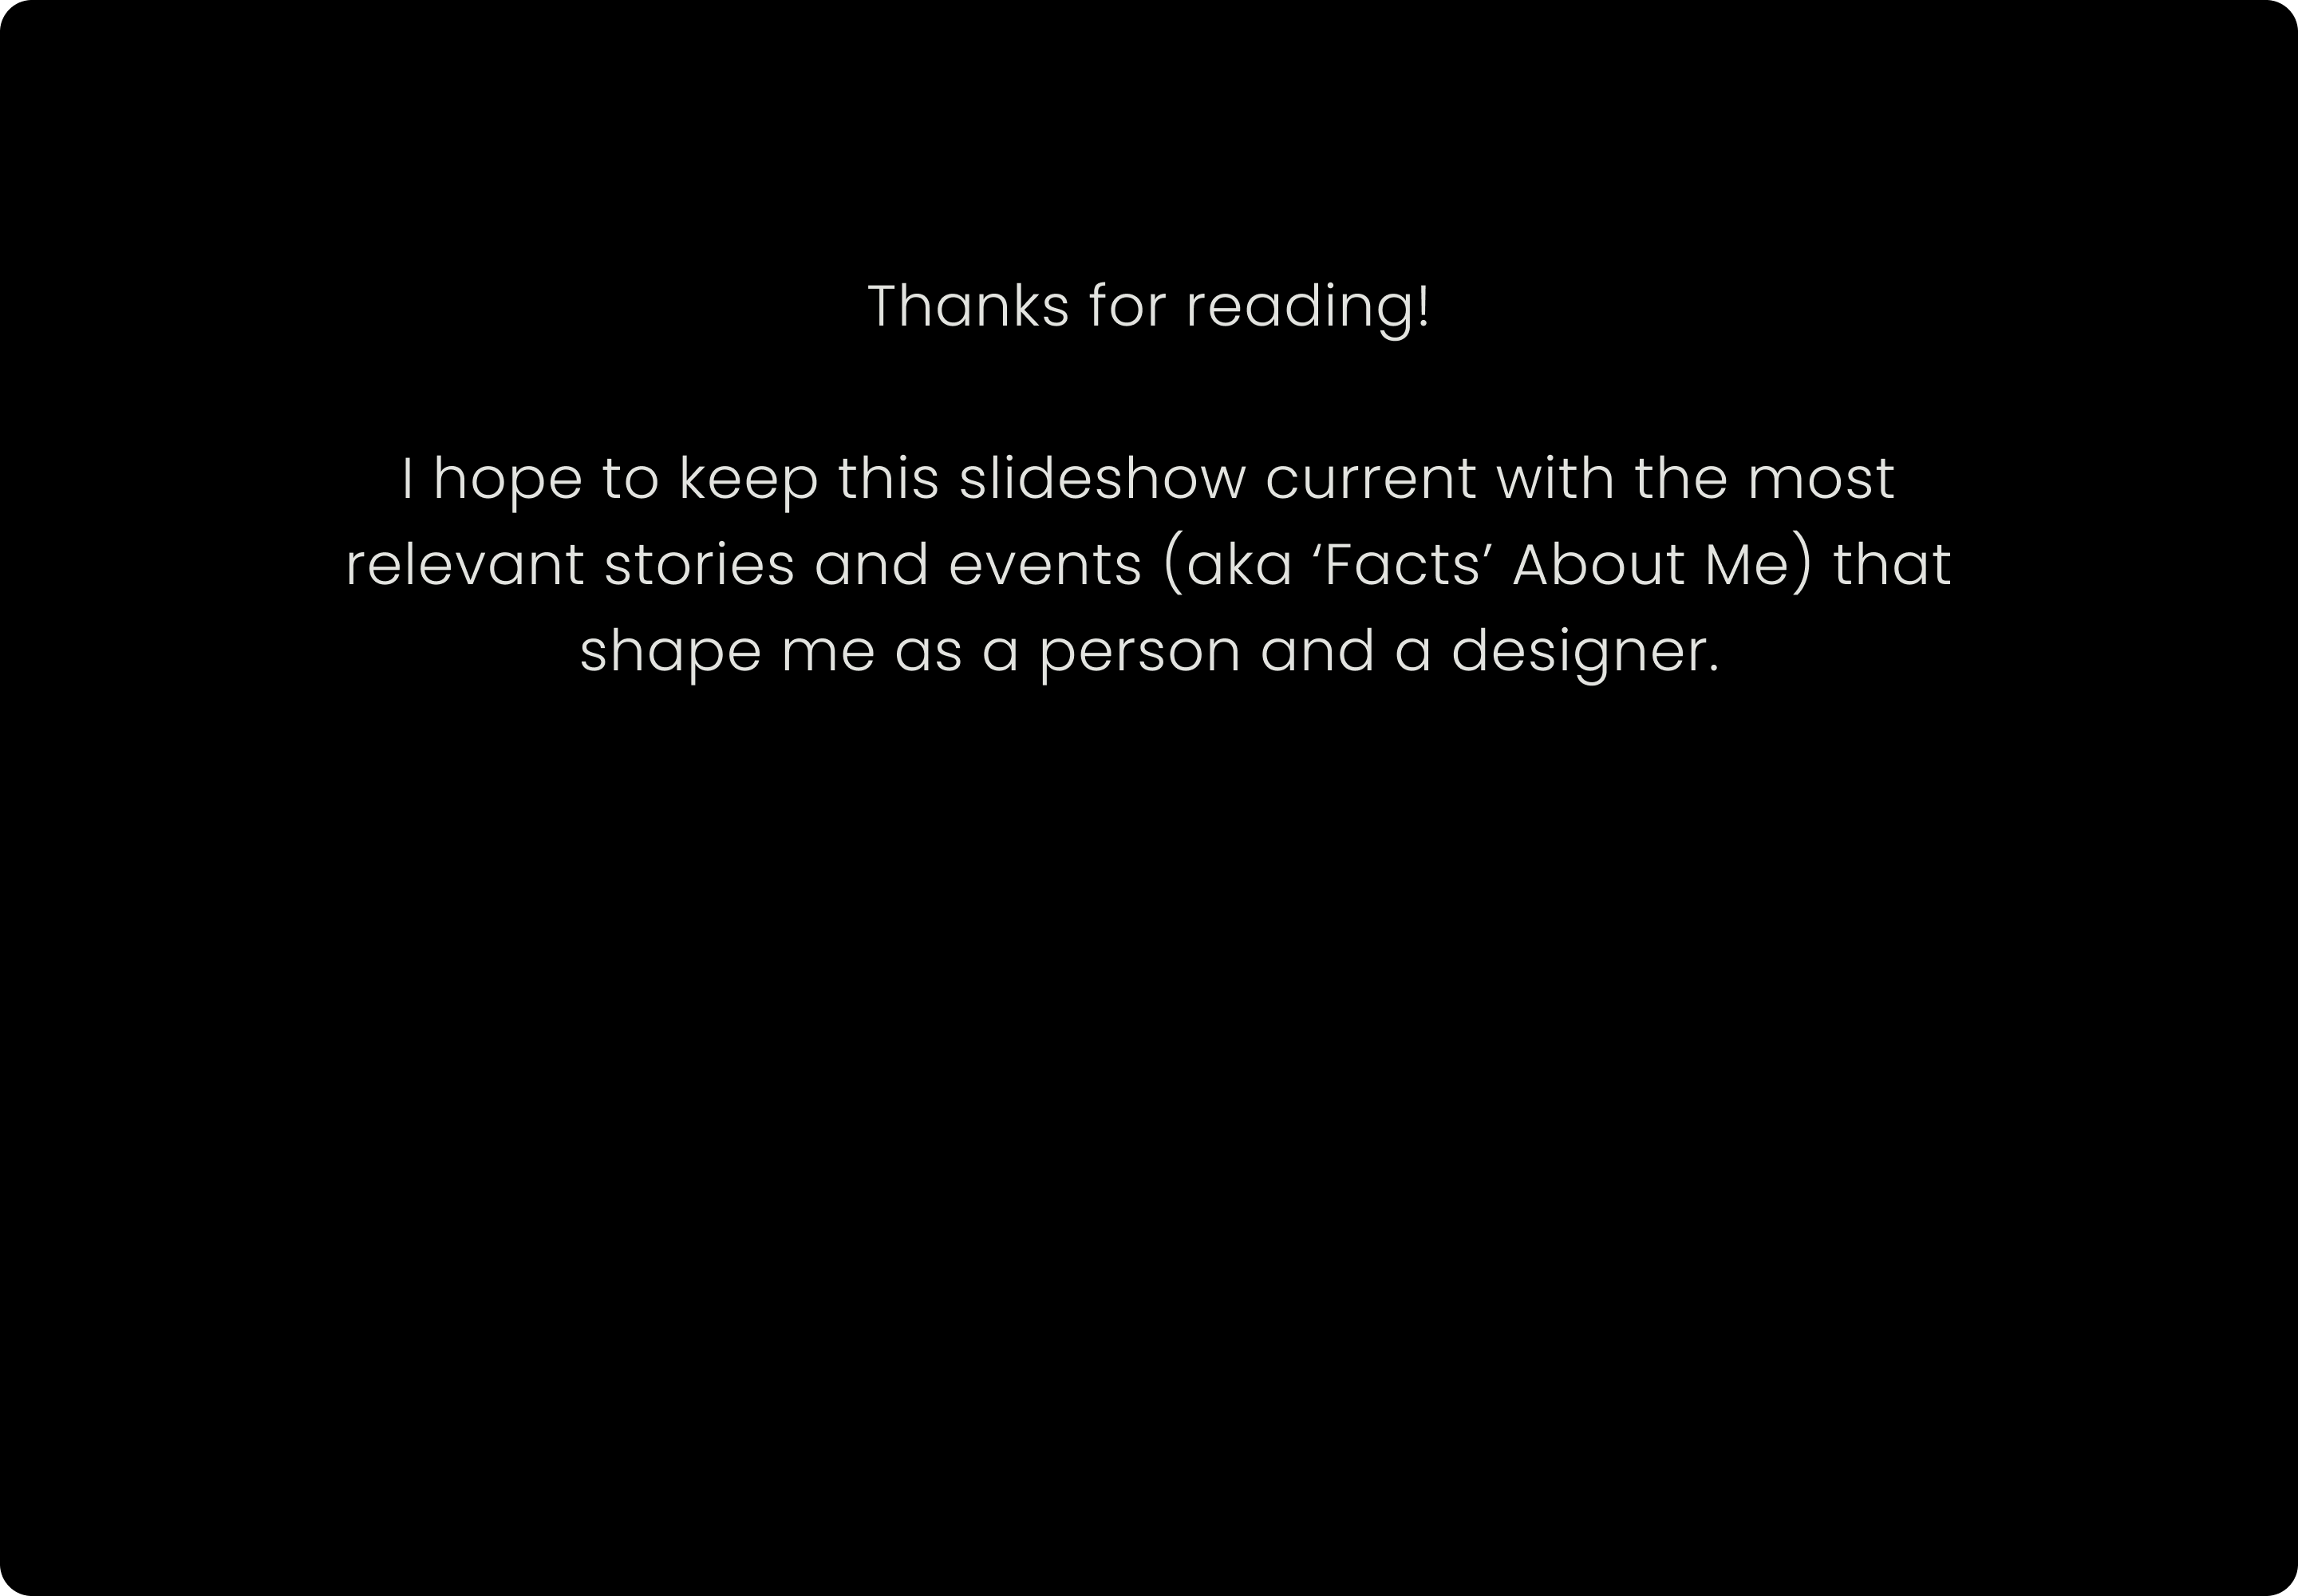 Thanks for reading!
I hope to keep this slideshow current with the most
relevant stories and events (aka ‘Facts’ About Me) that
shape me as a person and a designer.